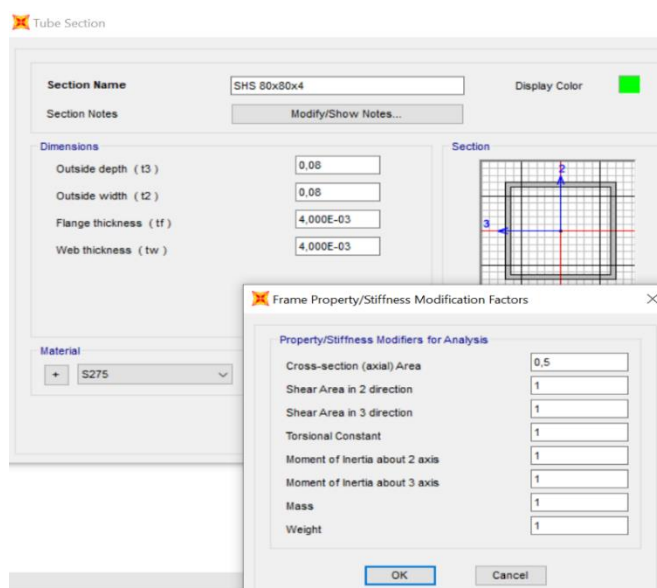 Tube Section
Section Name SHS 80x80x4 Display Color
Section Notes Modify/Show Notes...
Dimensions Section
Outside depth ( t3 ) 0,08
Outside width ( t2 ) 0,08
Flange thickness ( tf ) 4,000E-03
Web thickness ( tw ) 4,000E-03
2
3
Material
+ S275
Frame Property/Stiffness Modification Factors
Property/Stiffness Modifiers for Analysis
Cross-section (axial) Area 0,5
Shear Area in 2 direction 1
Shear Area in 3 direction 1
Torsional Constant 1
Moment of Inertia about 2 axis 1
Moment of Inertia about 3 axis 1
Mass 1
Weight 1
OK Cancel